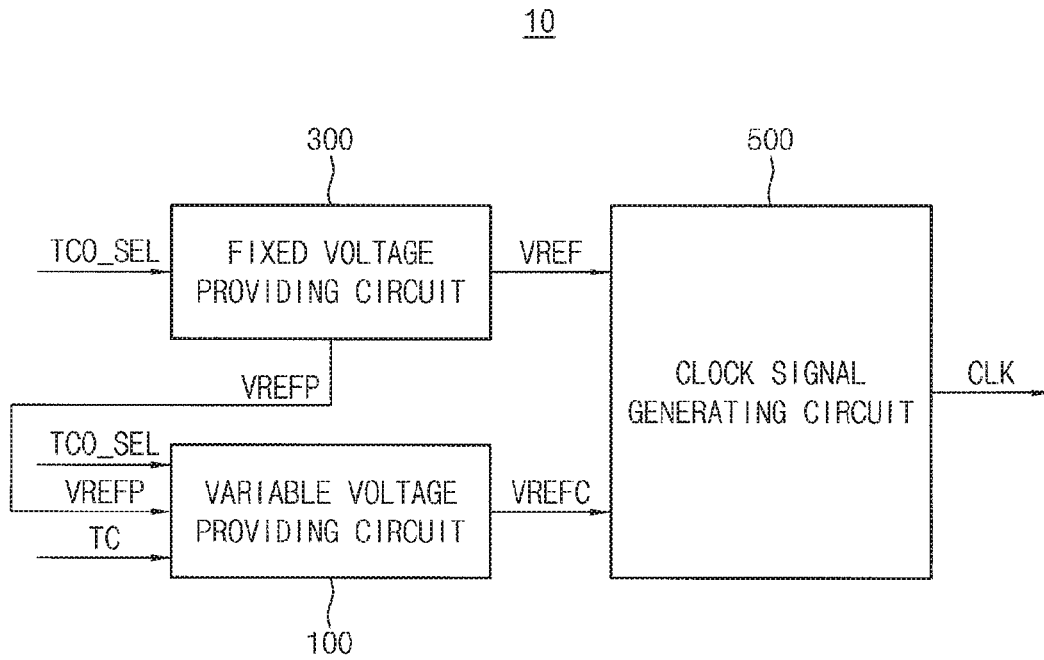 10
300
500
TCO_SEL
FIXED VOLTAGE
PROVIDING CIRCUIT
VREF
VREFP
CLOCK SIGNAL
GENERATING CIRCUIT
CLK
TCO_SEL
VREFP
TC
VARIABLE VOLTAGE
PROVIDING CIRCUIT
VREFC
100